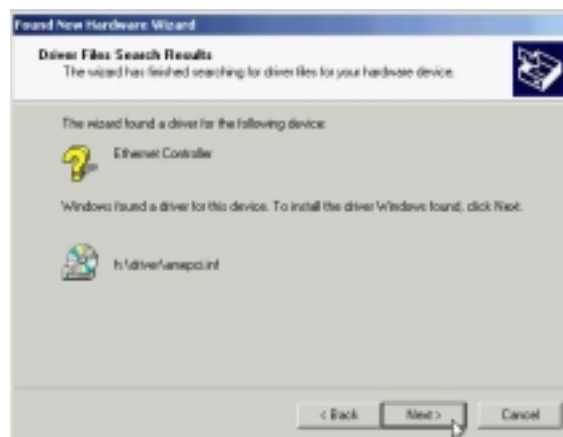 Found New Hardware Wizard
Driver Files Search Results
The wizard has finished searching for driver files for your hardware device.
The wizard found a driver for the following device:
Ethernet Controller
Windows found a driver for this device. To install the driver Windows found, click Next.
h:\driver\amepci.inf
< Back
Next >
Cancel